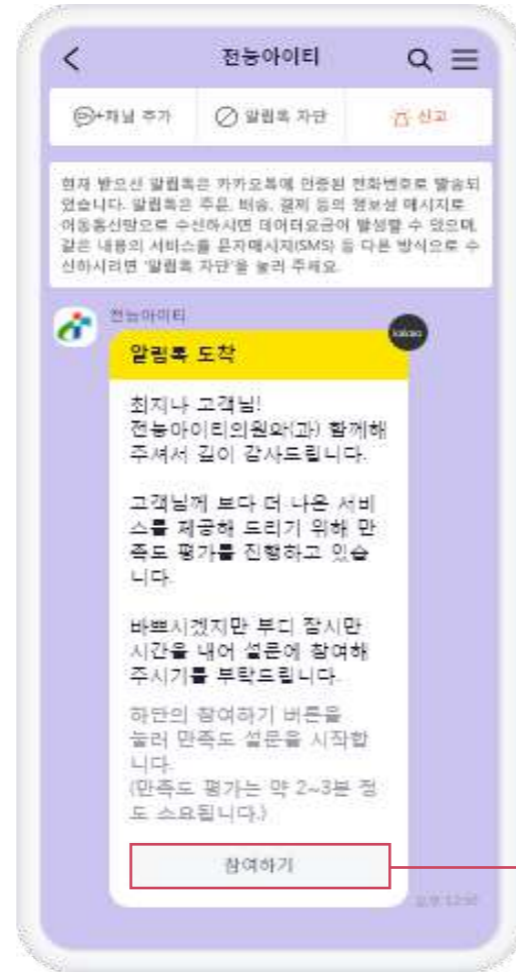 전능아이티
채널 추가
알림톡 차단
신고
현재 받으신 알림톡은 카카오톡에 인증된 전화번호로 발송되
었습니다. 알림톡은 주문, 배송, 결제 등의 정보성 메시지로
이동통신망으로 수신하시면 데이터요금이 발생할 수 있으며,
같은 내용의 서비스를 문자메시지(SMS) 등 다른 방식으로 수
신하시려면 '알림톡 차단'을 눌러 주세요.
전능아이티
알림톡 도착
kakao
최지나 고객님!
전능아이티의원와(과) 함께해
주셔서 깊이 감사드립니다.
고객님께 보다 더 나은 서비
스를 제공해 드리기 위해 만
족도 평가를 진행하고 있습
니다.
바쁘시겠지만 부디 잠시만
시간을 내어 설문에 참여해
주시기를 부탁드립니다.
하단의 참여하기 버튼을
눌러 만족도 설문을 시작합
니다.
(만족도 평가는 약 2~3분 정
도 소요됩니다.)
참여하기